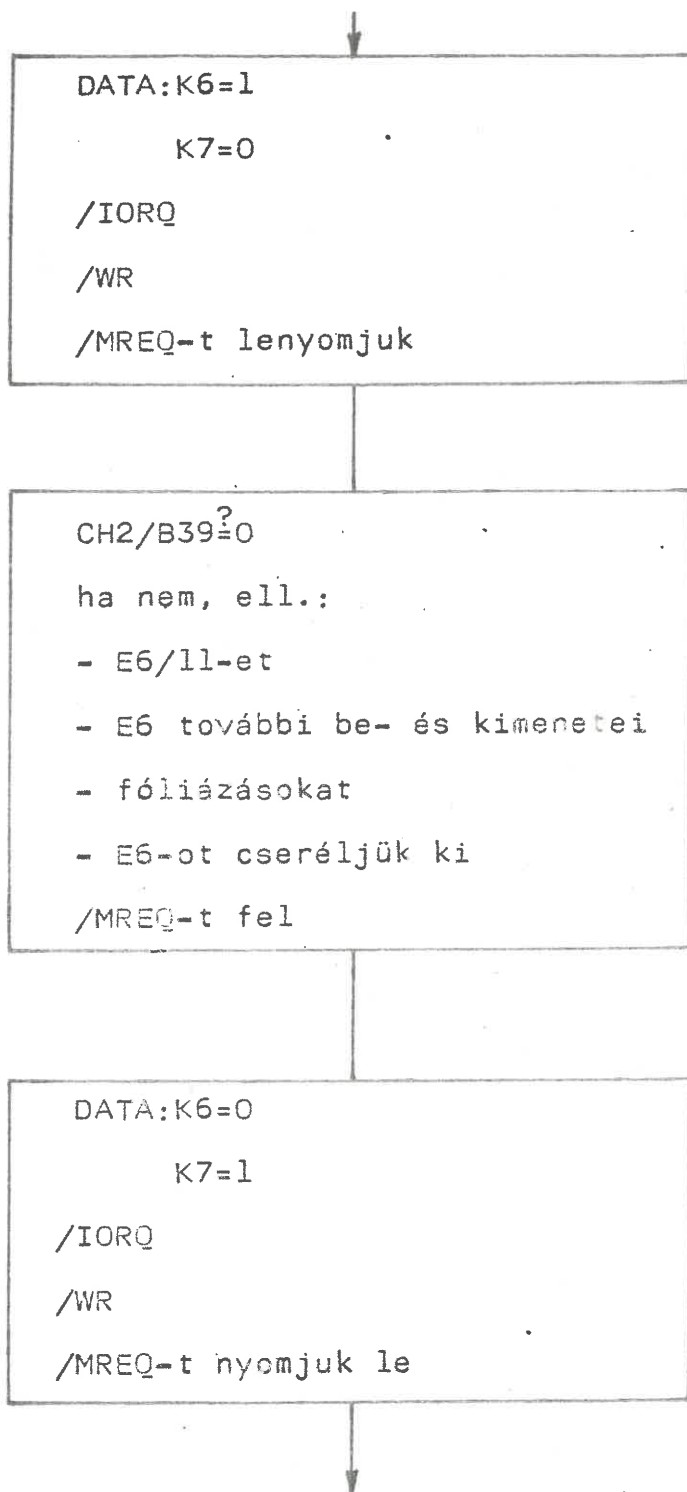 DATA:K6=1
K7=0
/IORQ
/WR
/MREQ-t lenyomjuk
CH2/B39≟0
ha nem, ell.:
- E6/11-et
- E6 további be- és kimenetei
- fóliázásokat
- E6-ot cseréljük ki
/MREQ-t fel
DATA:K6=0
K7=1
/IORQ
/WR
/MREQ-t nyomjuk le